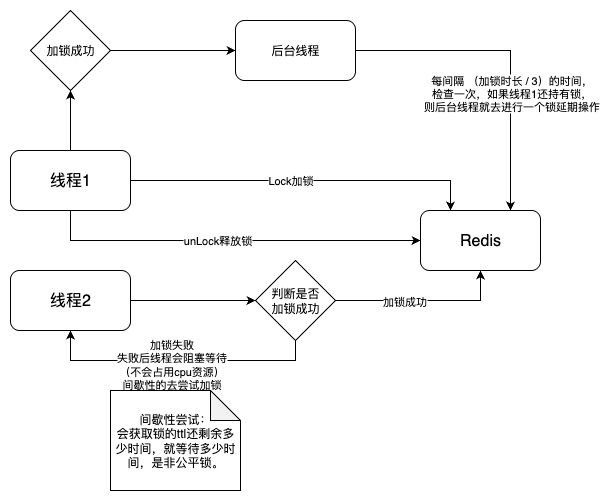 加锁成功
后台线程
每间隔 （加锁时长 / 3）的时间，
检查一次，如果线程1还持有锁，
则后台线程就去进行一个锁延期操作
线程1
Lock加锁
unLock释放锁
Redis
线程2
判断是否
加锁成功
加锁成功
加锁失败
失败后线程会阻塞等待
（不会占用cpu资源）
间歇性的去尝试加锁
间歇性尝试：
会获取锁的ttl还剩余多
少时间，就等待多少时
间，是非公平锁。